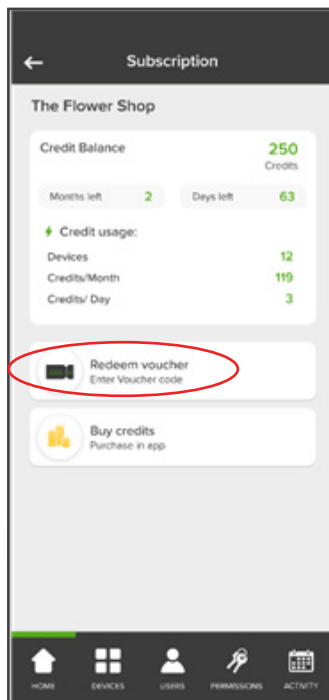 Subscription
The Flower Shop
Credit Balance 250
Credits
Months left 2 Days left 63
Credit usage:
Devices 12
Credits/Month 119
Credits/ Day 3
Redeem voucher
Enter Voucher code
Buy credits
Purchase in app
HOME DEVICES USERS PERMISSIONS ACTIVITY